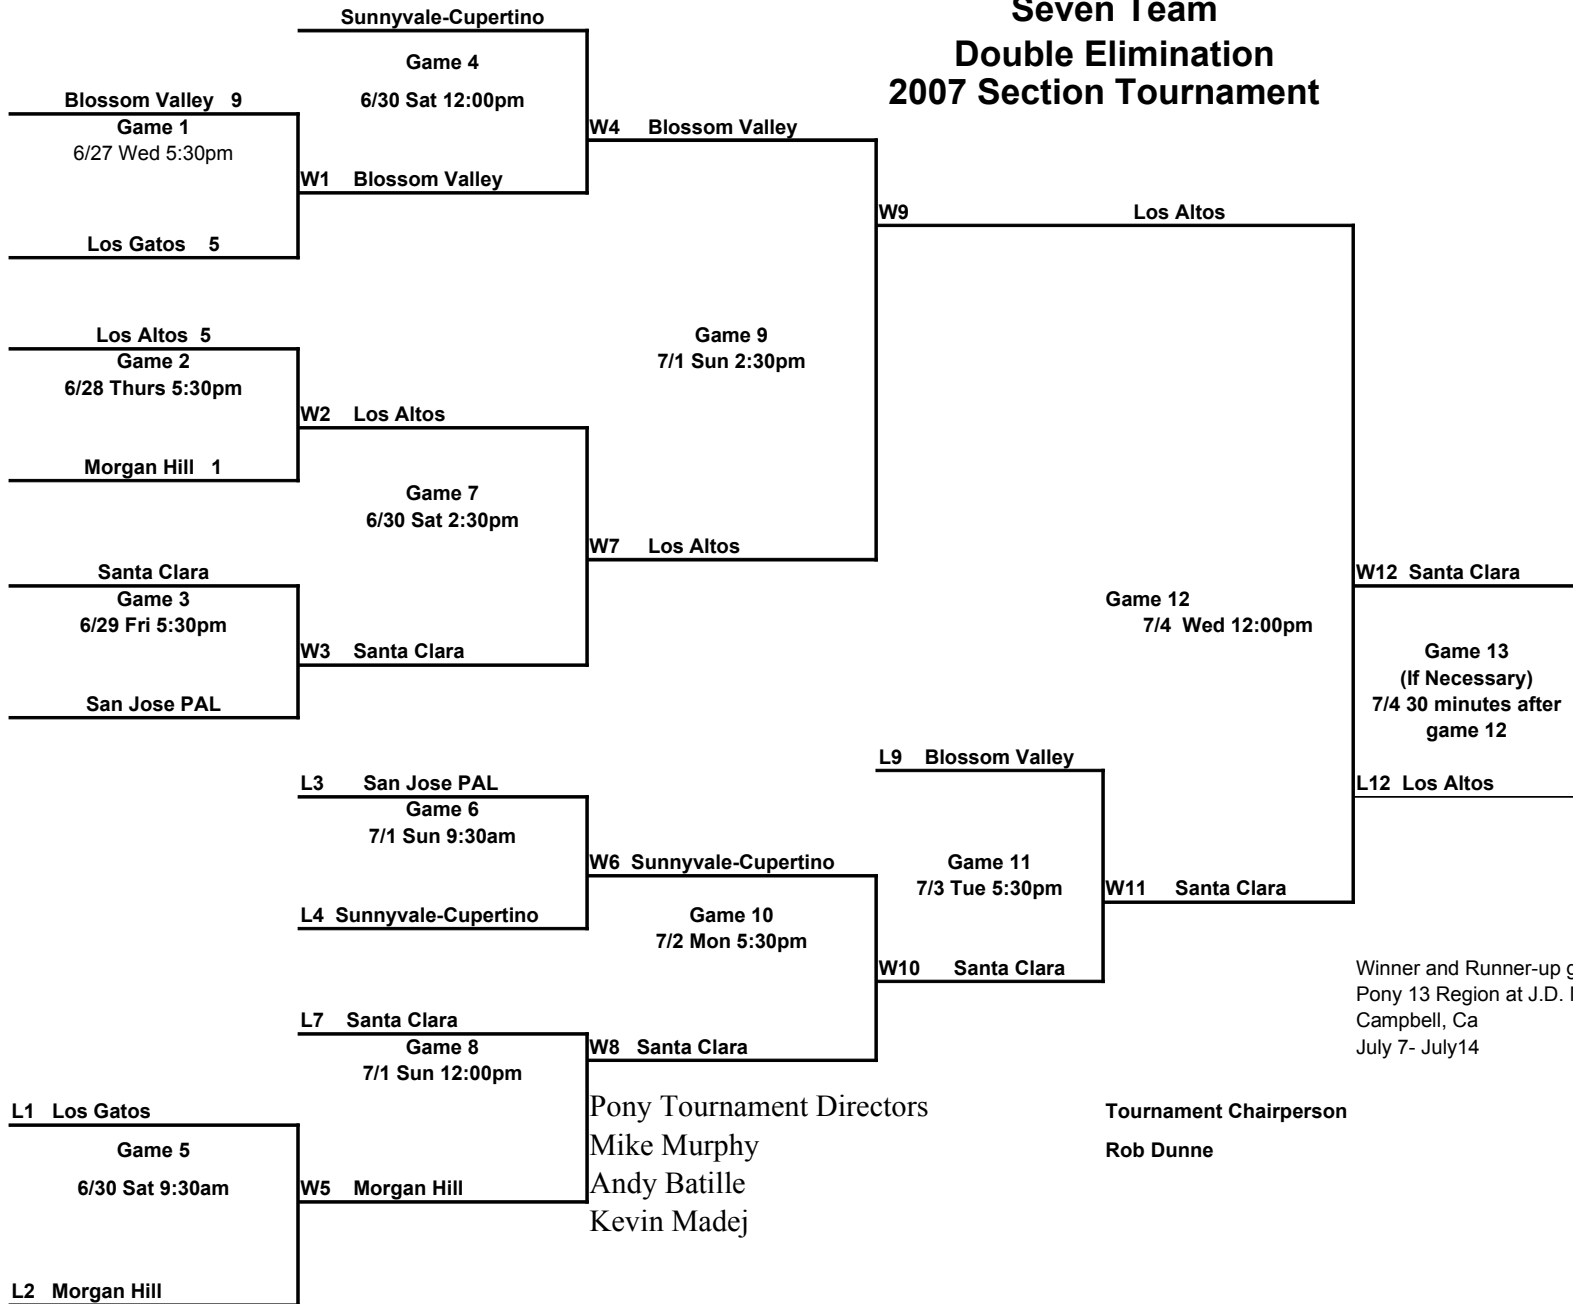 Seven Team
Double Elimination
2007 Section Tournament
Sunnyvale-Cupertino
Game 4
6/30 Sat 12:00pm
Blossom Valley 9
Game 1
6/27 Wed 5:30pm
Los Gatos 5
W1 Blossom Valley
W4 Blossom Valley
W9 Los Altos
Los Altos 5
Game 2
6/28 Thurs 5:30pm
Morgan Hill 1
W2 Los Altos
Game 9
7/1 Sun 2:30pm
Game 7
6/30 Sat 2:30pm
W7 Los Altos
Santa Clara
Game 3
6/29 Fri 5:30pm
San Jose PAL
W3 Santa Clara
Game 12
7/4 Wed 12:00pm
W12 Santa Clara
Game 13
(If Necessary)
7/4 30 minutes after
game 12
L12 Los Altos
L3 San Jose PAL
Game 6
7/1 Sun 9:30am
L4 Sunnyvale-Cupertino
W6 Sunnyvale-Cupertino
Game 10
7/2 Mon 5:30pm
L9 Blossom Valley
Game 11
7/3 Tue 5:30pm
W10 Santa Clara
W11 Santa Clara
L7 Santa Clara
Game 8
7/1 Sun 12:00pm
W8 Santa Clara
L1 Los Gatos
Game 5
6/30 Sat 9:30am
L2 Morgan Hill
W5 Morgan Hill
Pony Tournament Directors
Mike Murphy
Andy Batille
Kevin Madej
Winner and Runner-up
Pony 13 Region at J.D.
Campbell, Ca
July 7- July14
Tournament Chairperson
Rob Dunne